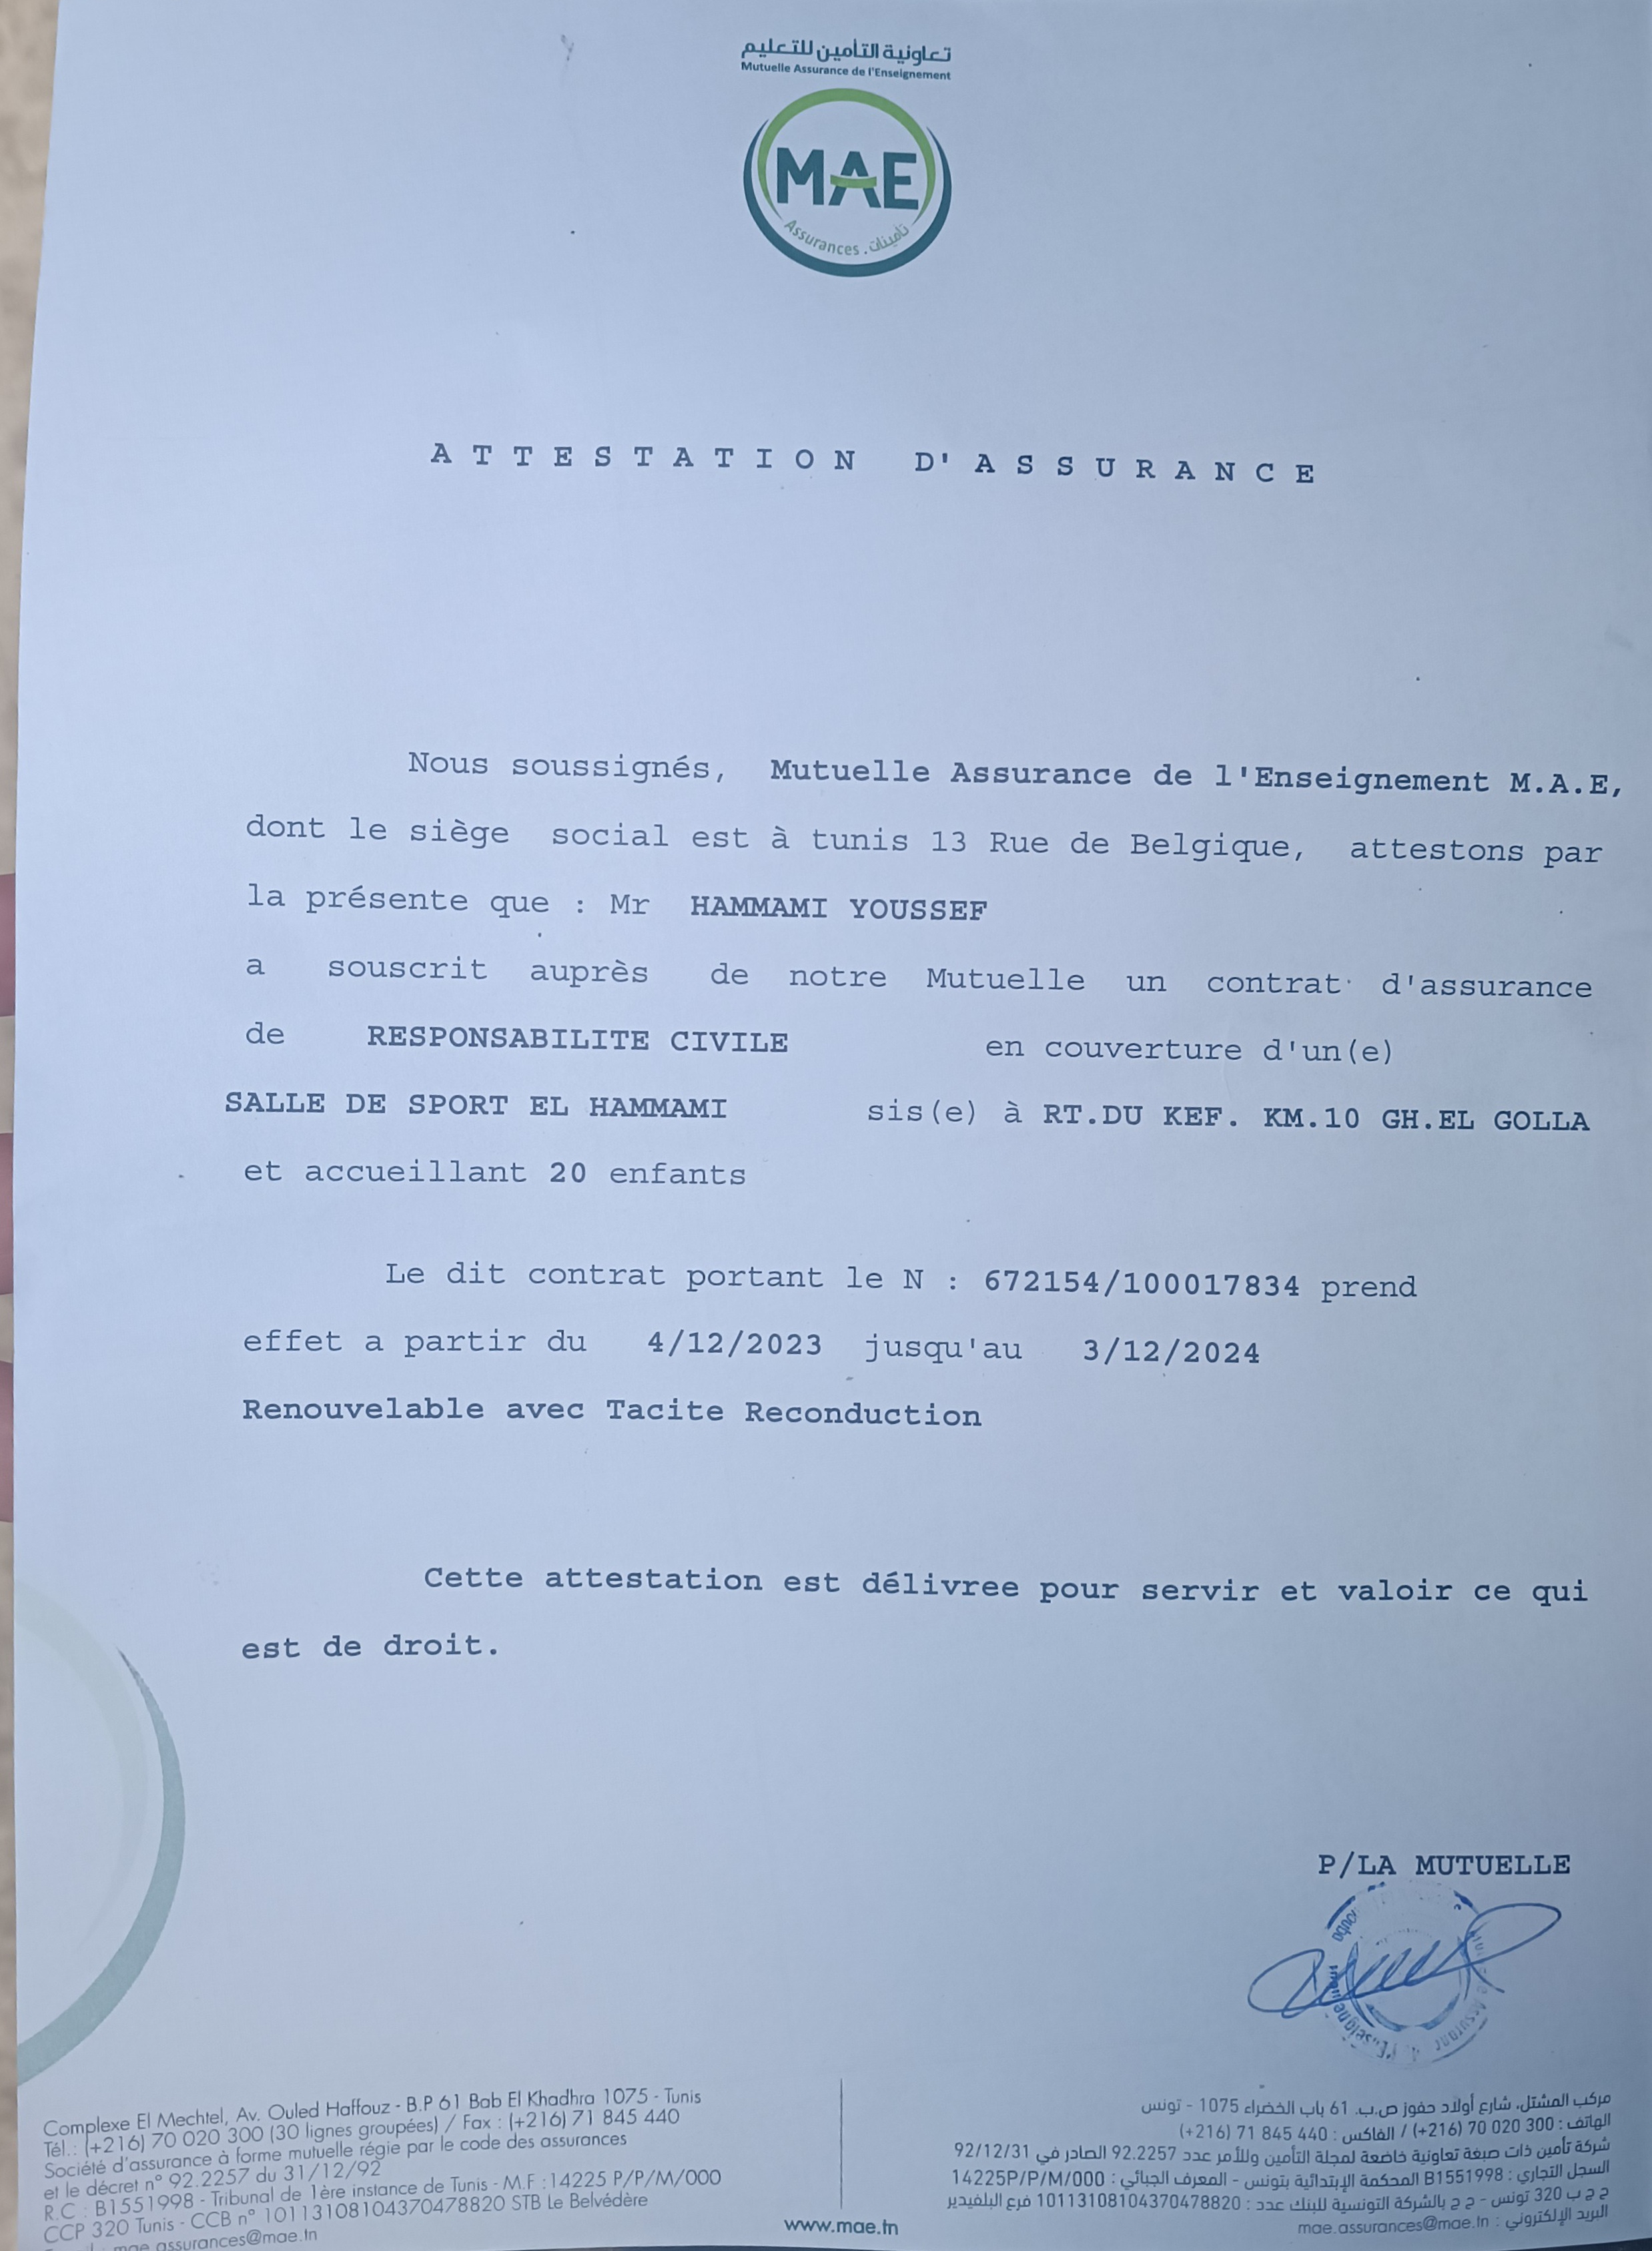 تعاونية التأمين للتعليم
Mutuelle Assurance de l'Enseignement
MAE
Assurances . تأمينات
ATTESTATION D'ASSURANCE
Nous soussignés, Mutuelle Assurance de l'Enseignement M.A.E,
dont le siège social est à tunis 13 Rue de Belgique, attestons par
la présente que : Mr HAMMAMI YOUSSEF
a souscrit auprès de notre Mutuelle un contrat d'assurance
de RESPONSABILITE CIVILE en couverture d'un(e)
SALLE DE SPORT EL HAMMAMI sis(e) à RT.DU KEF. KM.10 GH.EL GOLLA
et accueillant 20 enfants
Le dit contrat portant le N : 672154/100017834 prend
effet a partir du 4/12/2023 jusqu'au 3/12/2024
Renouvelable avec Tacite Reconduction
Cette attestation est délivree pour servir et valoir ce qui
est de droit.
P/LA MUTUELLE
Complexe El Mechtel, Av. Ouled Haffouz - B.P 61 Bab El Khadhra 1075 - Tunis
Tél.: (+216) 70 020 300 (30 lignes groupées) / Fax : (+216) 71 845 440
Société d'assurance à forme mutuelle régie par le code des assurances
et le décret n° 92.2257 du 31/12/92
R.C : B1551998 - Tribunal de 1ère instance de Tunis - M.F :14225 P/P/M/000
CCP 320 Tunis - CCB n° 10113108104370478820 STB Le Belvédère
mae.assurances@mae.tn
www.mae.tn
مركب المشتل، شارع أولاد حفوز ص.ب. 61 باب الخضراء 1075 - تونس
الهاتف : 300 020 70 (216+) / الفاكس : 440 845 71 (216+)
شركة تأمين ذات صبغة تعاونية خاضعة لمجلة التأمين وللأمر عدد 92.2257 الصادر في 92/12/31
السجل التجاري : B1551998 المحكمة الإبتدائية بتونس - المعرف الجبائي : 14225P/P/M/000
ح ج ب 320 تونس - ح ج بالشركة التونسية للبنك عدد : 10113108104370478820 فرع البلفيدير
البريد الإلكتروني : mae.assurances@mae.tn